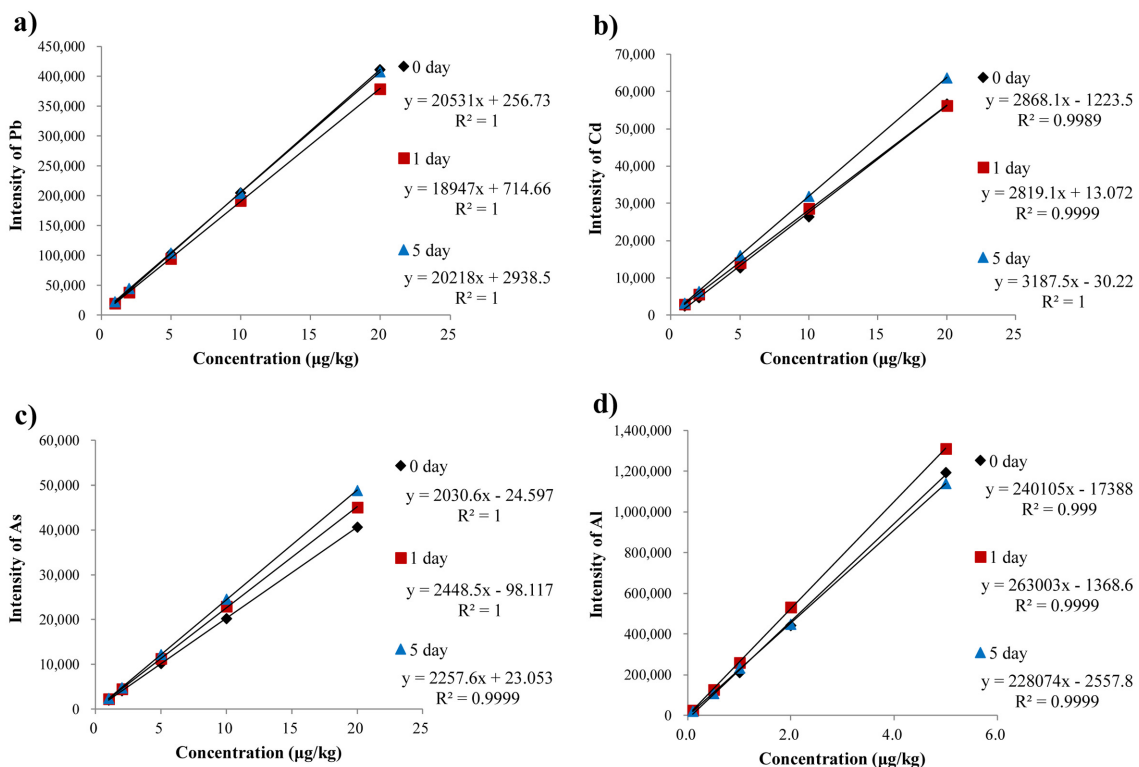 a)
450,000
400,000
350,000
300,000
250,000
200,000
150,000
100,000
50,000
0
0
5
10
15
20
25
Intensity of Pb
Concentration (µg/kg)
0 day
y = 20531x + 256.73
R² = 1
1 day
y = 18947x + 714.66
R² = 1
5 day
y = 20218x + 2938.5
R² = 1
b)
70,000
60,000
50,000
40,000
30,000
20,000
10,000
0
0
5
10
15
20
25
Intensity of Cd
Concentration (µg/kg)
0 day
y = 2868.1x - 1223.5
R² = 0.9989
1 day
y = 2819.1x + 13.072
R² = 0.9999
5 day
y = 3187.5x - 30.22
R² = 1
c)
60,000
50,000
40,000
30,000
20,000
10,000
0
0
5
10
15
20
25
Intensity of As
Concentration (µg/kg)
0 day
y = 2030.6x - 24.597
R² = 1
1 day
y = 2448.5x - 98.117
R² = 1
5 day
y = 2257.6x + 23.053
R² = 0.9999
d)
1,400,000
1,200,000
1,000,000
800,000
600,000
400,000
200,000
0
0.0
2.0
4.0
6.0
Intensity of Al
Concentration (µg/kg)
0 day
y = 240105x - 17388
R² = 0.999
1 day
y = 263003x - 1368.6
R² = 0.9999
5 day
y = 228074x - 2557.8
R² = 0.9999